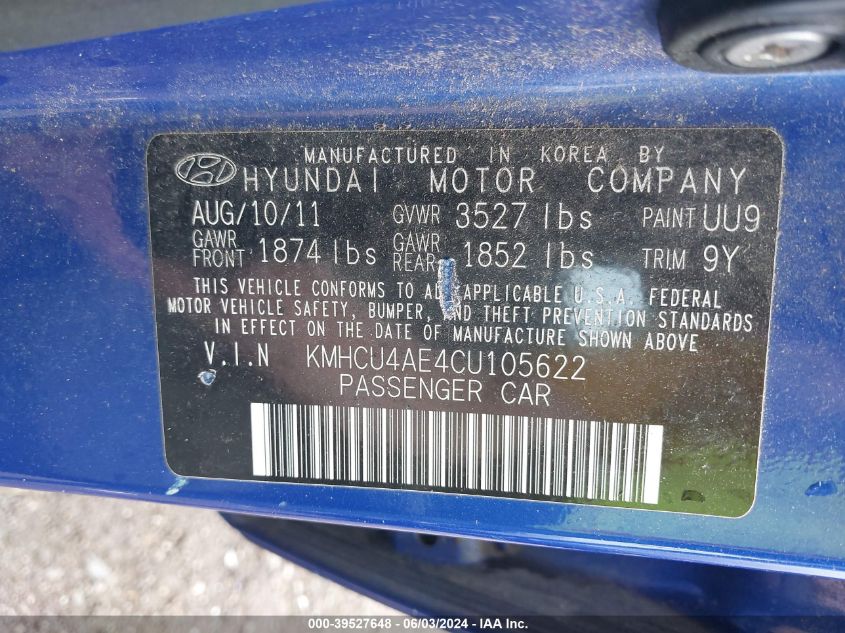 MANUFACTURED IN KOREA BY
HYUNDAI MOTOR COMPANY
AUG/10/11 GVWR 3527 lbs PAINT UU9
GAWR FRONT 1874 lbs GAWR REAR 1852 lbs TRIM 9Y
THIS VEHICLE CONFORMS TO ALL APPLICABLE U.S.A. FEDERAL
MOTOR VEHICLE SAFETY, BUMPER, AND THEFT PREVENTION STANDARDS
IN EFFECT ON THE DATE OF MANUFACTURE SHOWN ABOVE
V.I.N KMHCU4AE4CU105622
PASSENGER CAR
000-39527648 - 06/03/2024 - COPYRIGHT 2024 IAA, LLC.